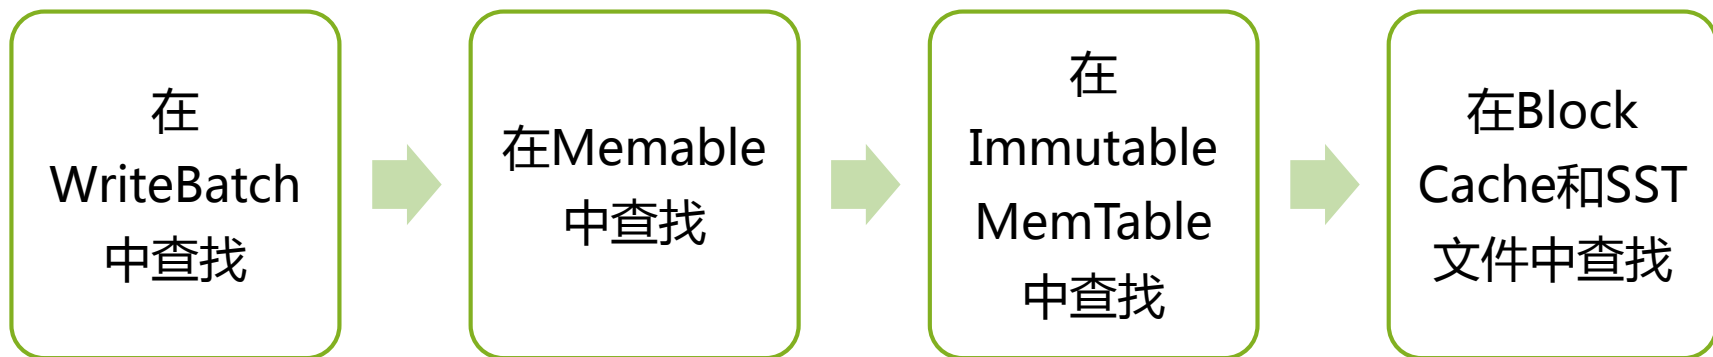 在
WriteBatch
中查找
在Memable
中查找
在
Immutable
MemTable
中查找
在Block
Cache和SST
文件中查找